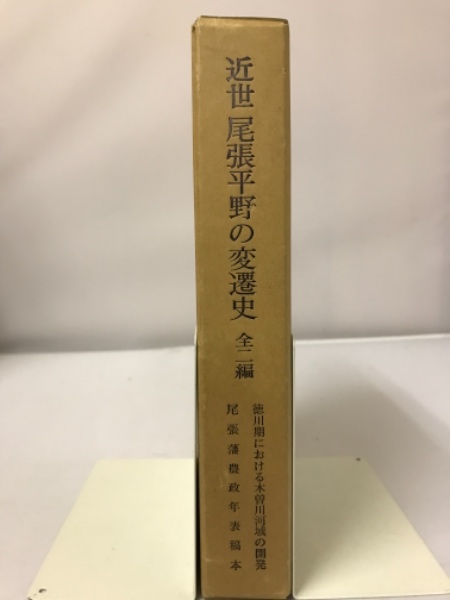 近世 尾張平野の変遷史 全二編
徳川期における木曽川河域の開発
尾張藩農政年表稿本